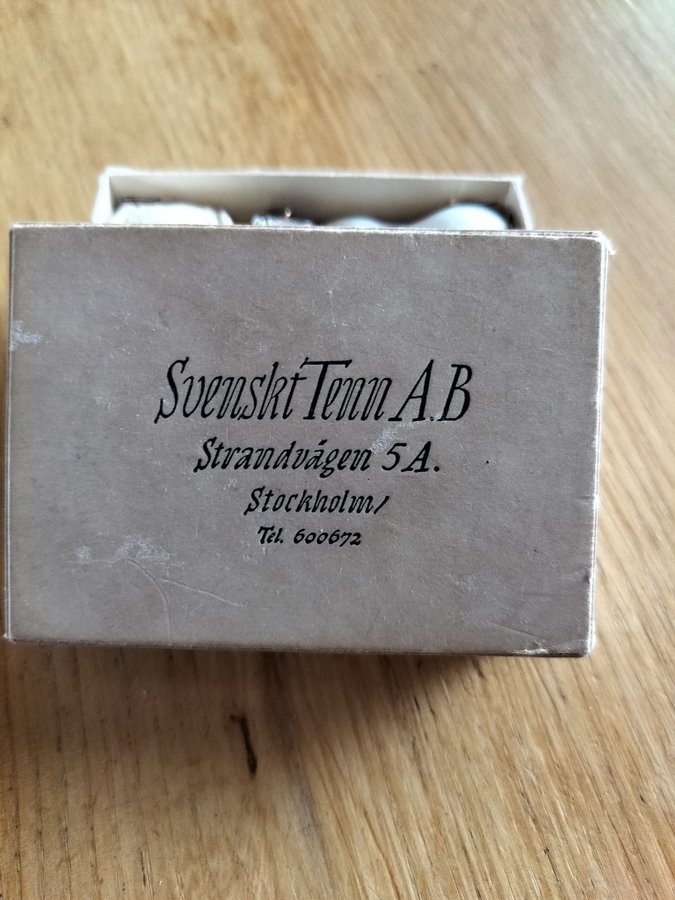 Svenskt Tenn A.B
Strandvägen 5A.
Stockholm/
Tel. 600672